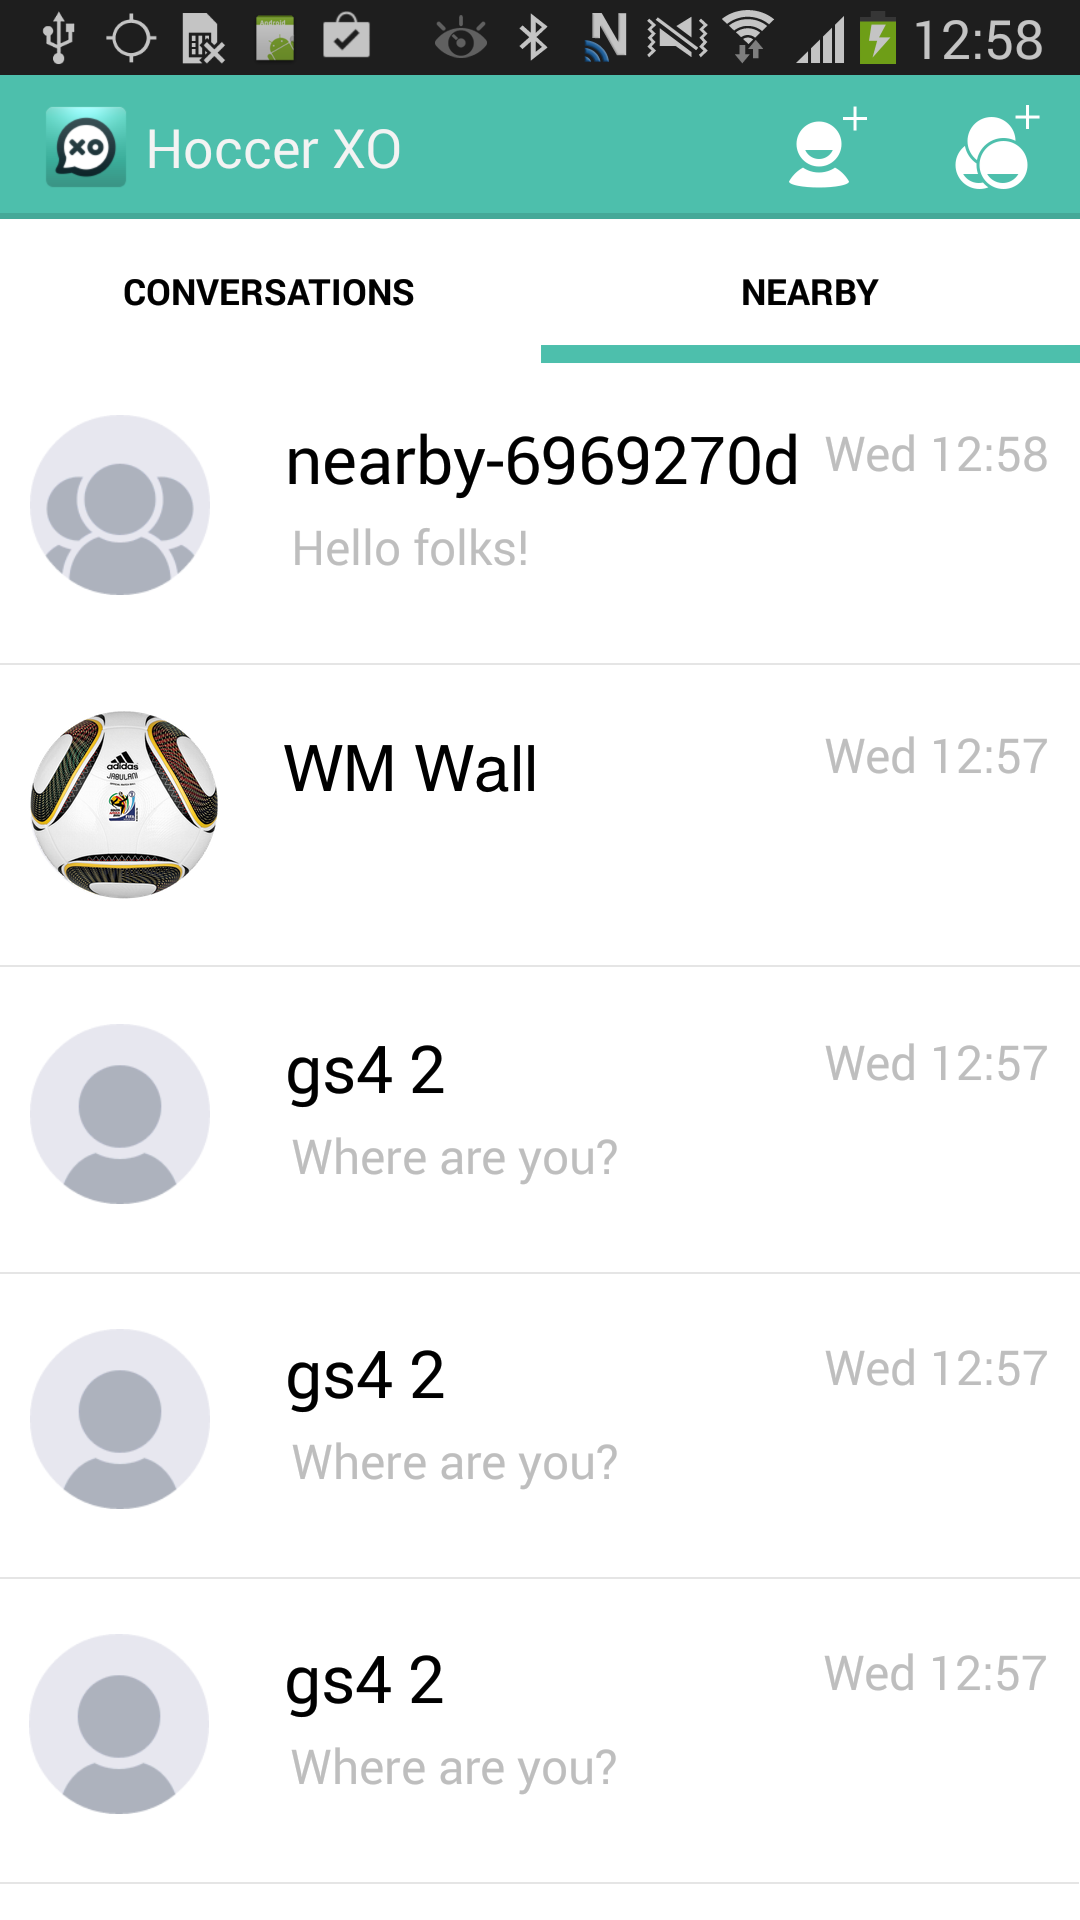 12:58
XO Hoccer XO
CONVERSATIONS NEARBY
nearby-6969270d Wed 12:58
Hello folks!
WM Wall Wed 12:57
adidas
JABULANI
gs4 2 Wed 12:57
Where are you?
gs4 2 Wed 12:57
Where are you?
gs4 2 Wed 12:57
Where are you?